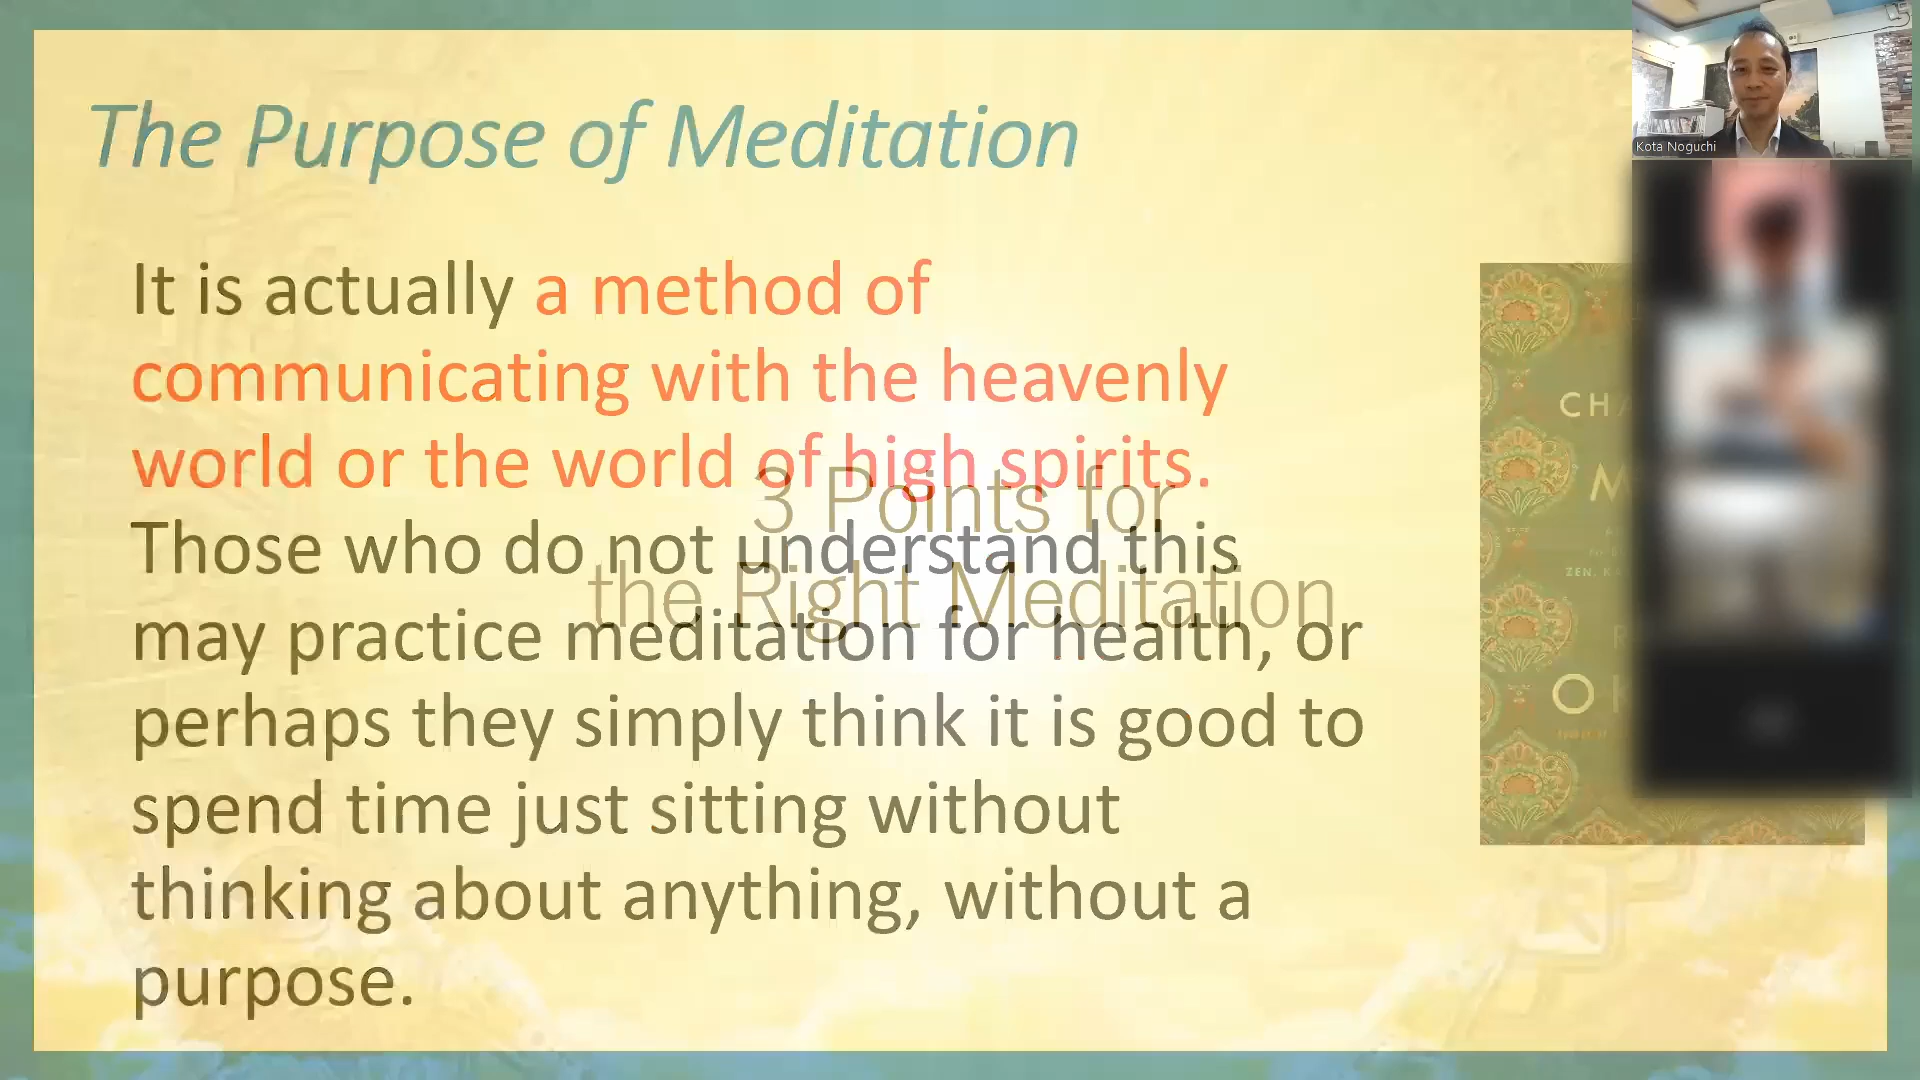 The Purpose of Meditation
Kota Noguchi
It is actually a method of
communicating with the heavenly
world or the world of high spirits.
Those who do not understand this
may practice meditation for health, or
perhaps they simply think it is good to
spend time just sitting without
thinking about anything, without a
purpose.
3 Points for
the Right Meditation
ZEN,